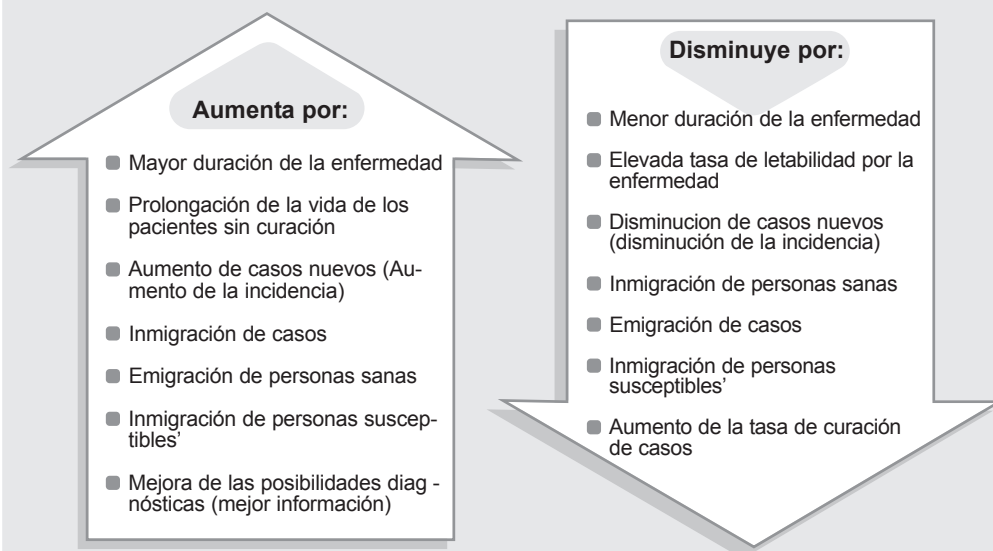 Aumenta por:
Mayor duración de la enfermedad
Prolongación de la vida de los
pacientes sin curación
Aumento de casos nuevos (Au-
mento de la incidencia)
Inmigración de casos
Emigración de personas sanas
Inmigración de personas suscep-
tibles'
Mejora de las posibilidades diag -
nósticas (mejor información)
Disminuye por:
Menor duración de la enfermedad
Elevada tasa de letabilidad por la
enfermedad
Disminucion de casos nuevos
(disminución de la incidencia)
Inmigración de personas sanas
Emigración de casos
Inmigración de personas
susceptibles'
Aumento de la tasa de curación
de casos